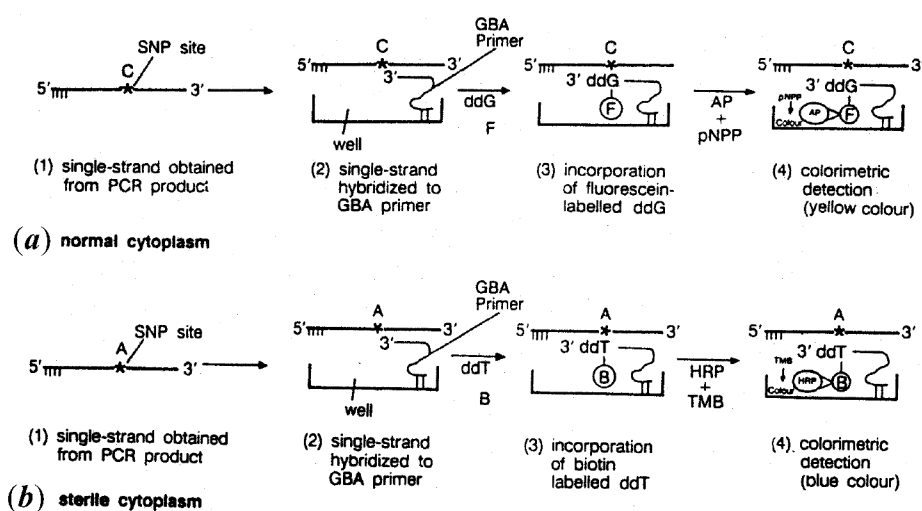 SNP site
C
5'
3'
(1) single-strand obtained
from PCR product
GBA
Primer
C
5'
3'
3'
well
(2) single-strand
hybridized to
GBA primer
ddG
F
C
5'
3'
3' ddG
F
(3) incorporation
of fluorescein-
labelled ddG
AP
+
pNPP
C
5'
3
3' ddG
pNPP
Colour
AP
F
(4) colorimetric
detection
(yellow colour)
(a) normal cytoplasm
SNP site
A
5'
3'
(1) single-strand obtained
from PCR product
GBA
Primer
A
5'
3'
3'
well
(2) single-strand
hybridized to
GBA primer
ddT
B
A
5'
3'
3' ddT
B
(3) incorporation
of biotin
labelled ddT
HRP
+
TMB
A
5'
3'
3' ddT
TMB
Colour
HRP
B
(4) colorimetric
detection
(blue colour)
(b) sterile cytoplasm